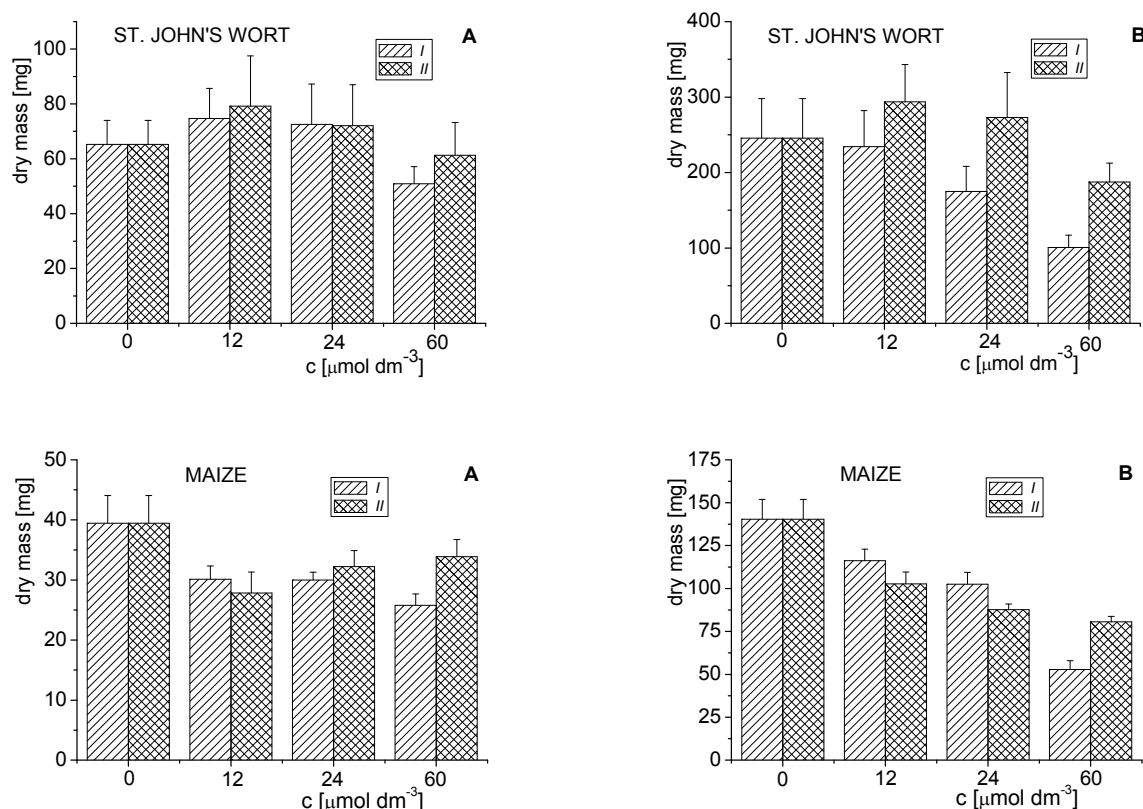 ST. JOHN'S WORT
A
I
II
dry mass [mg]
100
80
60
40
20
0
0 12 24 60
c [μmol dm⁻³]
ST. JOHN'S WORT
B
I
II
dry mass [mg]
400
300
200
100
0
0 12 24 60
c [μmol dm⁻³]
MAIZE
A
I
II
dry mass [mg]
50
40
30
20
10
0
0 12 24 60
c [μmol dm⁻³]
MAIZE
B
I
II
dry mass [mg]
175
150
125
100
75
50
25
0
0 12 24 60
c [μmol dm⁻³]